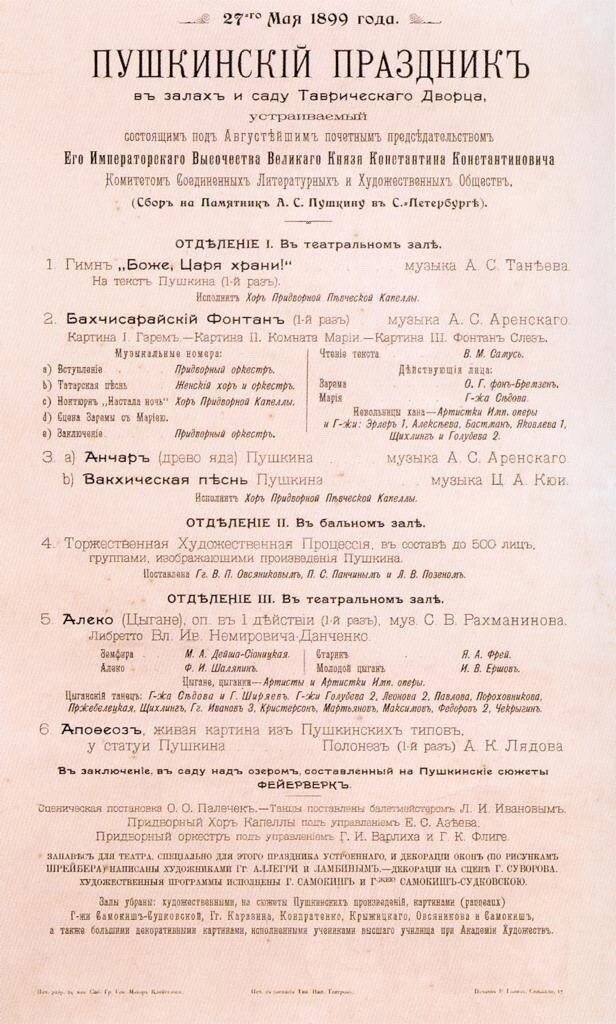 27-го Мая 1899 года.
ПУШКИНСКІЙ ПРАЗДНИКЪ
въ залахъ и саду Таврическаго Дворца,
устраиваемый
состоящимъ подъ Августѣйшимъ почетнымъ предсѣдательствомъ
Его Императорскаго Высочества Великаго Князя Константина Константиновича
Комитетомъ Соединенныхъ Литературныхъ и Художественныхъ Обществъ.
(Сборъ на Памятникъ А. С. Пушкину въ С.-Петербургѣ).
ОТДѢЛЕНІЕ I. Въ театральномъ залѣ.
1. Гимнъ „Боже, Царя храни!“ музыка А. С. Танѣева.
На текстъ Пушкина (1-й разъ).
Исполнитъ Хоръ Придворной Пѣвческой Капеллы.
2. Бахчисарайскій Фонтанъ (1-й разъ) музыка А. С. Аренскаго.
Картина I. Гаремъ.—Картина II. Комната Маріи.—Картина III. Фонтанъ Слезъ.
Музыкальные номера:
a) Вступленіе Придворный оркестръ.
b) Татарская пѣснь Женскій хоръ и оркестръ.
c) Ноктюрнъ „Настала ночь“ Хоръ Придворной Капеллы.
d) Сцена Заремы съ Маріею.
e) Заключеніе Придворный оркестръ.
Чтеніе текста В. М. Самусь.
Дѣйствующія лица:
Зарема О. Г. фонъ-Бремзенъ.
Марія Г-жа Сѣдова.
Невольницы хана—Артистки Имп. оперы
и Г-жи: Эрлеръ 1, Алексѣева, Бастманъ, Яковлева 1,
Щихлингъ и Голубева 2.
3. a) Анчаръ (древо яда) Пушкина музыка А. С. Аренскаго.
b) Вакхическая пѣснь Пушкина музыка Ц. А. Кюи.
Исполнитъ Хоръ Придворной Пѣвческой Капеллы.
ОТДѢЛЕНІЕ II. Въ бальномъ залѣ.
4. Торжественная Художественная Процессія, въ составѣ до 500 лицъ,
группами, изображающими произведенія Пушкина.
Поставлена Гг. В. П. Овсяниковымъ, П. С. Панчинымъ и Л. В. Позеномъ.
ОТДѢЛЕНІЕ III. Въ театральномъ залѣ.
5. Алеко (Цыгане), оп. въ 1 дѣйствіи (1-й разъ), муз. С. В. Рахманинова.
Либретто Вл. Ив. Немировича-Данченко.
Земфира М. А. Дейша-Сіоницкая.
Алеко Ф. И. Шаляпинъ.
Старикъ Я. А. Фрей.
Молодой цыганъ И. В. Ершовъ.
Цыгане, цыганки—Артисты и Артистки Имп. оперы.
Цыганскій танецъ: Г-жа Сѣдова и Г. Ширяевъ. Г-жи Голубева 2, Леонова 2, Павлова, Пороховникова,
Пржебелецкая, Щихлингъ, Гг. Ивановъ 3, Кристерсонъ, Мартьяновъ, Максимовъ, Федоровъ 2, Чекрыгинъ.
6. Апоѳеозъ, живая картина изъ Пушкинскихъ типовъ,
у статуи Пушкина Полонезъ (1-й разъ) А. К. Лядова
Въ заключеніе, въ саду надъ озеромъ, составленный на Пушкинскіе сюжеты
ФЕЙЕРВЕРКЪ.
Сценическая постановка О. О. Палечек.—Танцы поставлены балетмейстеромъ Л. И. Ивановымъ.
Придворный Хоръ Капеллы подъ управленіемъ Е. С. Азѣева.
Придворный оркестръ подъ управленіемъ Г. И. Варлиха и Г. К. Флиге.
ЗАНАВѢСЪ ДЛЯ ТЕАТРА, СПЕЦІАЛЬНО ДЛЯ ЭТОГО ПРАЗДНИКА УСТРОЕННАГО, И ДЕКОРАЦІИ ОКОНЪ (ПО РИСУНКАМЪ
ШРЕЙБЕРА) НАПИСАНЫ ХУДОЖНИКАМИ ГГ. АЛЛЕГРИ И ЛАМБИНЫМЪ.—ДЕКОРАЦІИ НА СЦЕНѢ Г. СУВОРОВА.
ХУДОЖЕСТВЕННЫЯ ПРОГРАММЫ ИСПОЛНЕНЫ Г. САМОКИШЪ И Г-ЖЕЮ САМОКИШЪ-СУДКОВСКОЮ.
Залы убраны: художественными, на сюжеты Пушкинскихъ произведеній, картинами (panneaux)
Г-жи Самокишъ-Судковской, Гг. Каразина, Кондратенко, Крыжицкаго, Овсяникова и Самокишъ,
а также большими декоративными картинами, исполненными учениками высшаго училища при Академіи Художествъ.